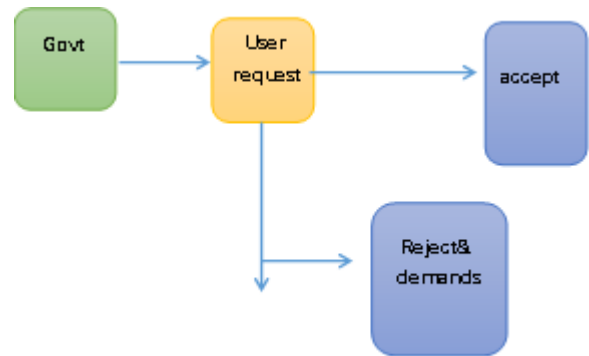 Govt
User
request
accept
Reject&
demands